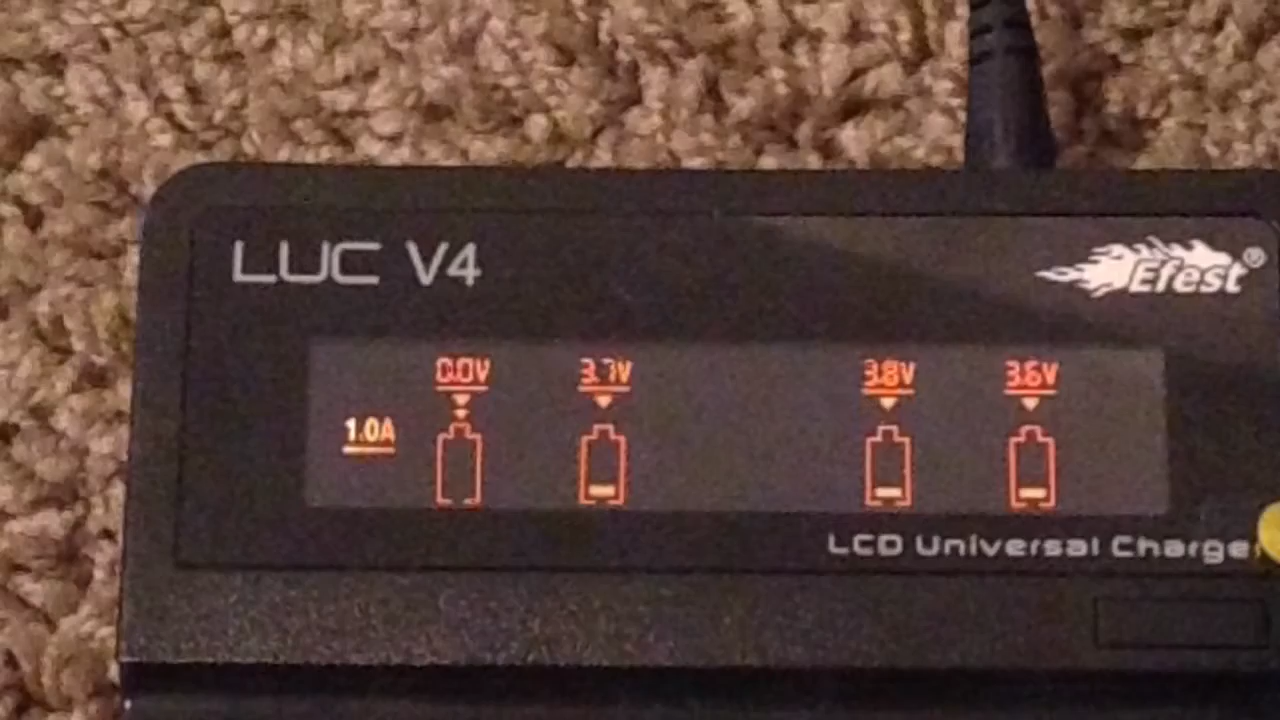 LUC V4
Efest®
0.0V 3.7V 3.8V 3.6V
1.0A
LCD Universal Charger